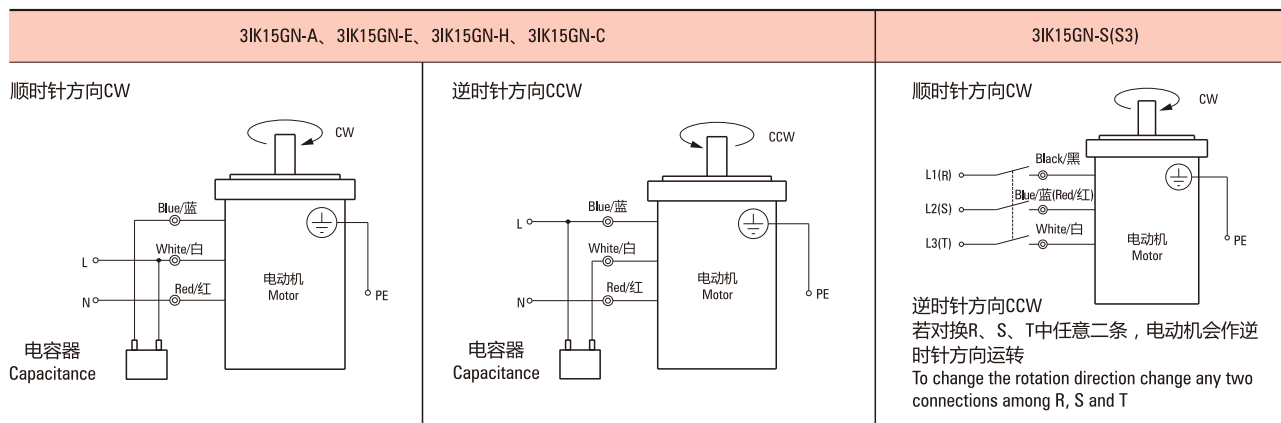 3IK15GN-A、3IK15GN-E、3IK15GN-H、3IK15GN-C
3IK15GN-S(S3)
顺时针方向CW
CW
Blue/蓝
White/白
L
Red/红
N
电动机
Motor
PE
电容器
Capacitance
逆时针方向CCW
CCW
Blue/蓝
L
White/白
Red/红
N
电动机
Motor
PE
电容器
Capacitance
顺时针方向CW
CW
Black/黑
L1(R)
Blue/蓝(Red/红)
L2(S)
White/白
L3(T)
电动机
Motor
PE
逆时针方向CCW
若对换R、S、T中任意二条，电动机会作逆
时针方向运转
To change the rotation direction change any two
connections among R, S and T